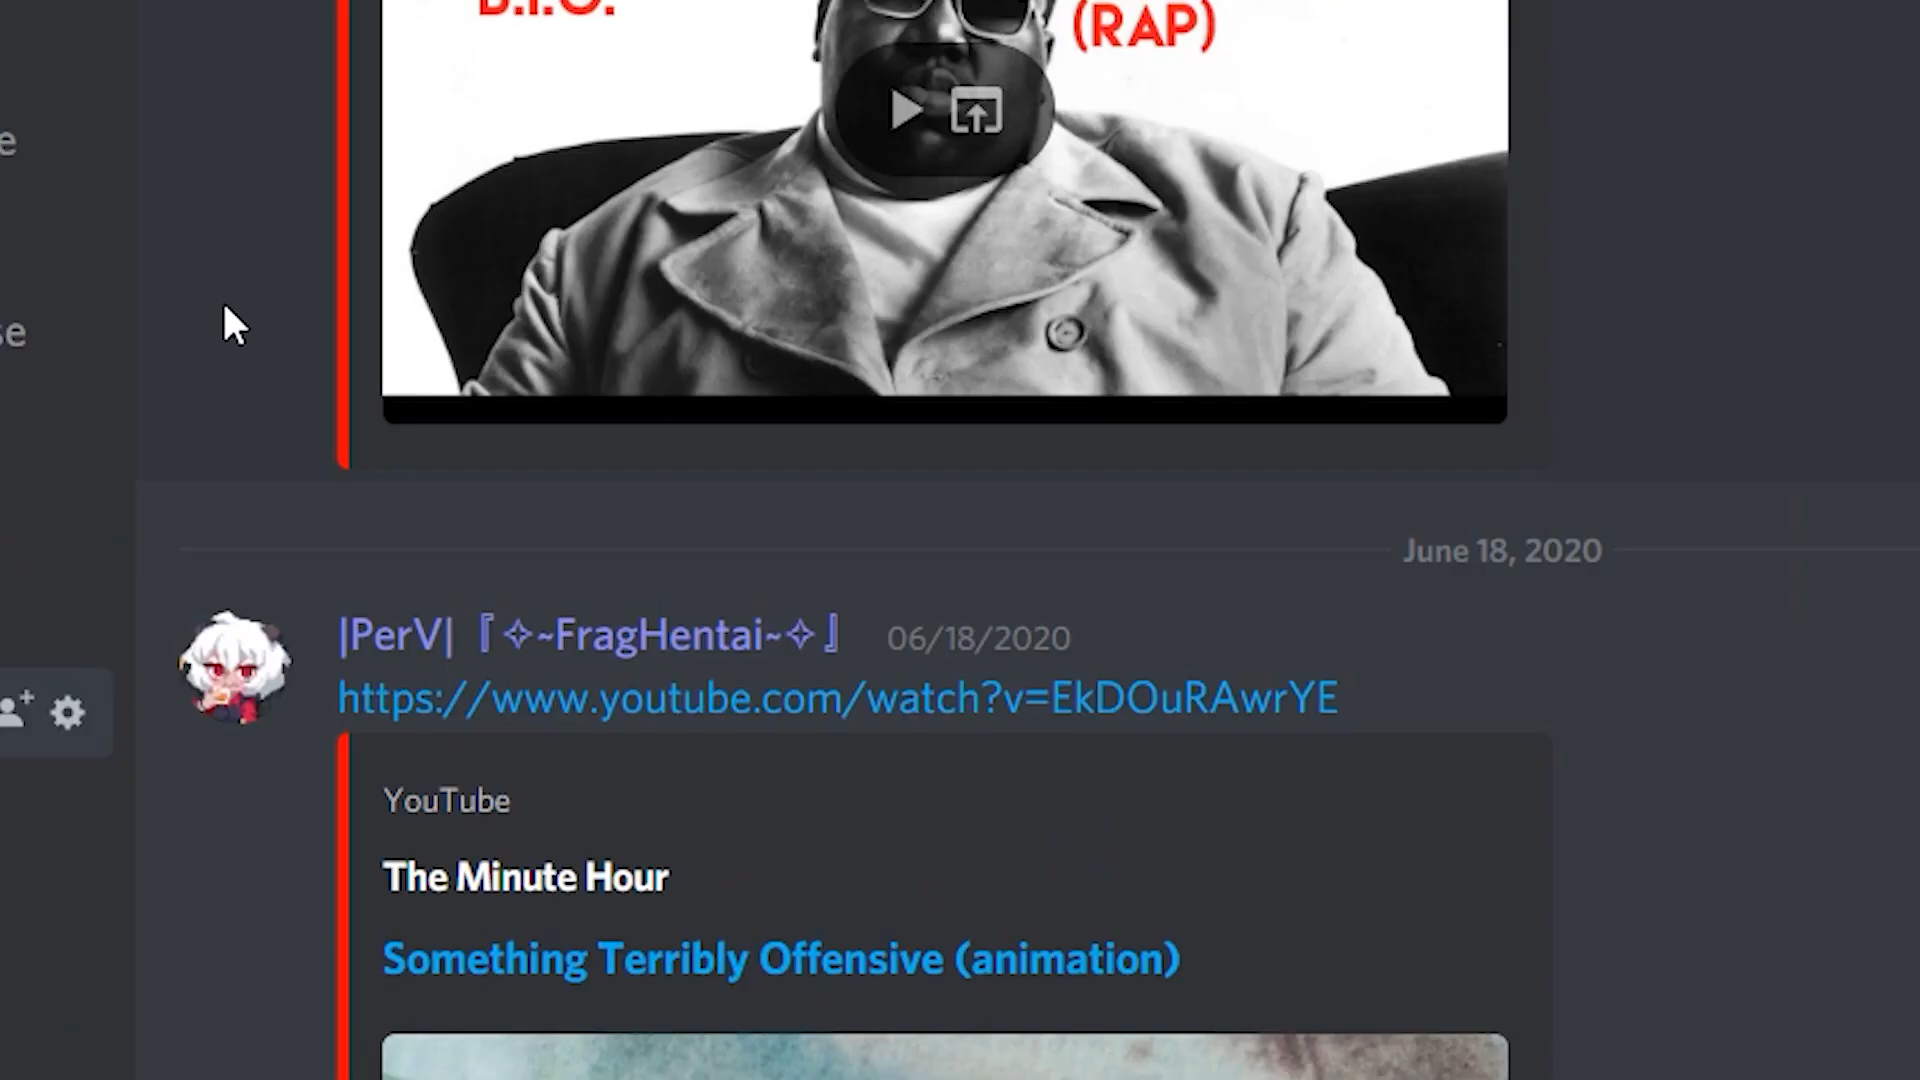 B.I.G.
(RAP)
e
se
June 18, 2020
|PerV|『✧~FragHentai~✧』 06/18/2020
https://www.youtube.com/watch?v=EkDOuRAwrYE
YouTube
The Minute Hour
Something Terribly Offensive (animation)